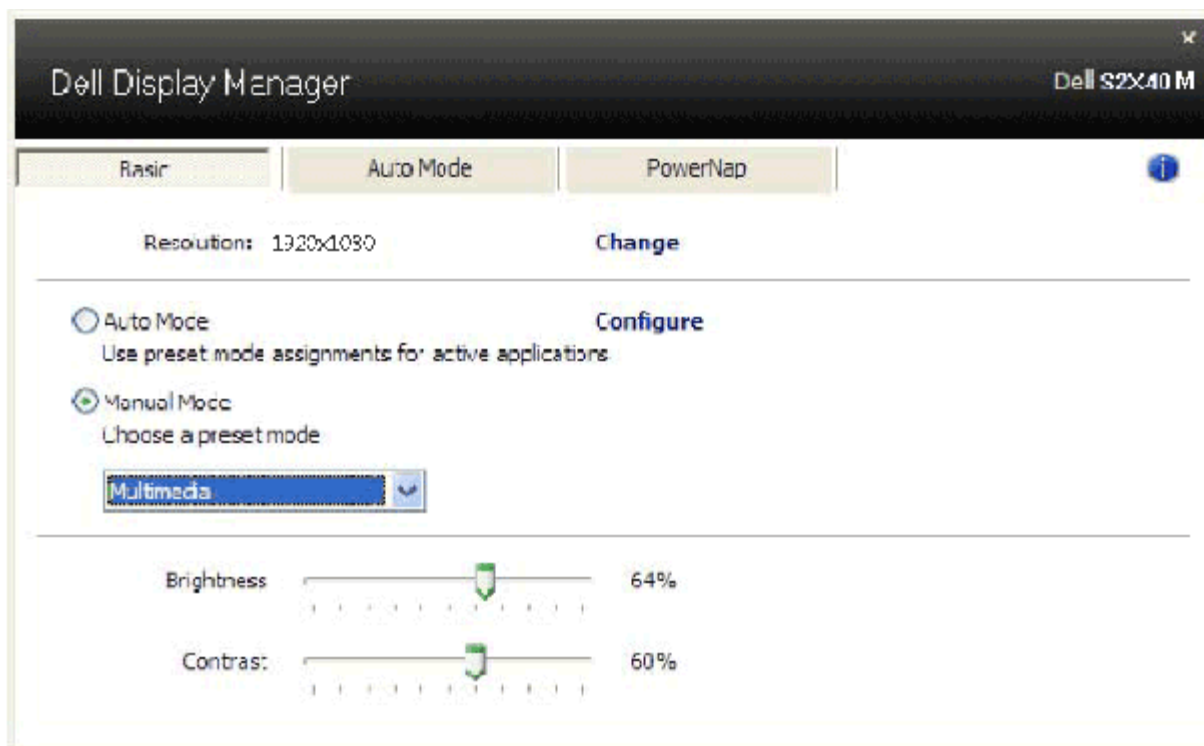 Dell Display Manager
Dell S2X40 M
Basic
Auto Mode
PowerNap
Resolution: 1920x1080
Change
Auto Mode
Configure
Use preset mode assignments for active applications
Manual Mode
Choose a preset mode
Multimedia
Brightness
64%
Contrast
60%